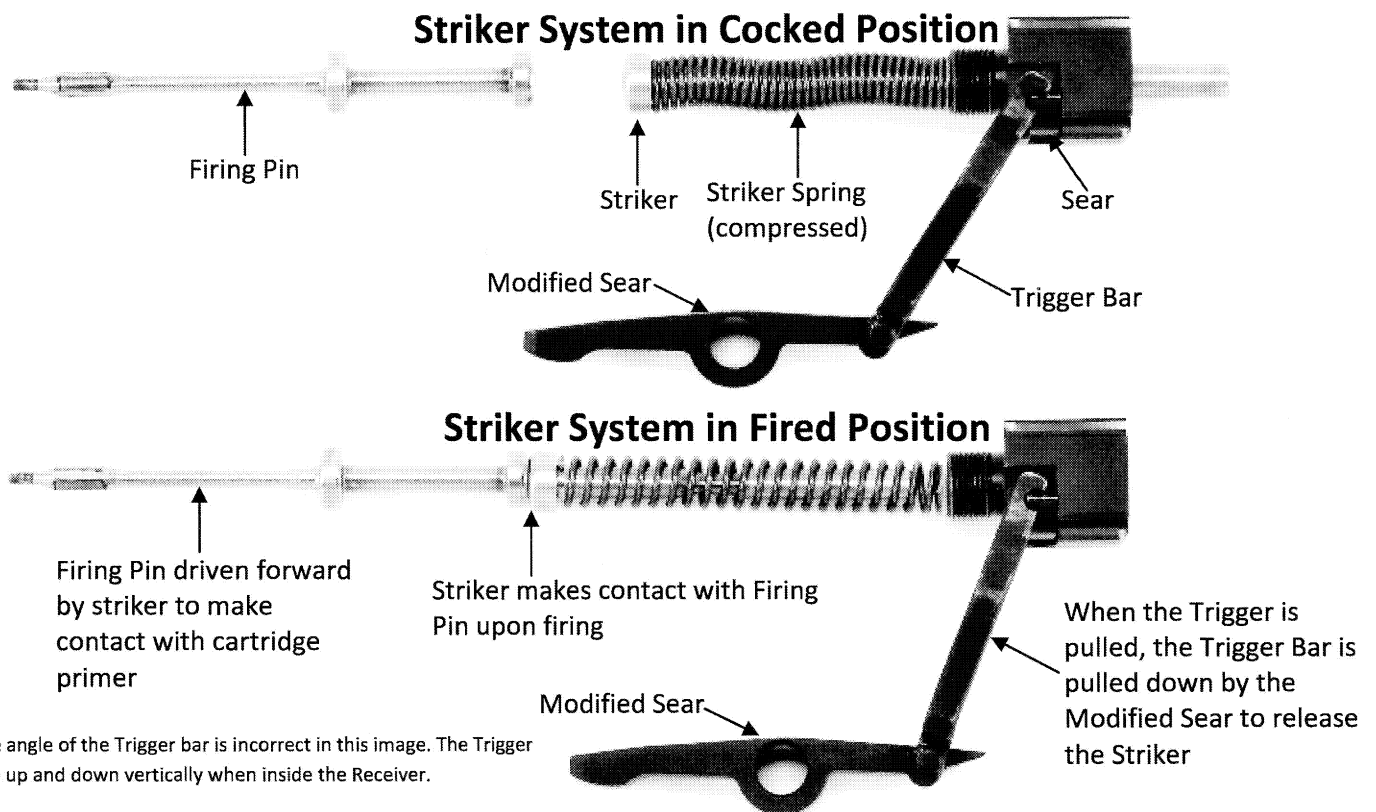 Striker System in Cocked Position
Firing Pin
Striker
Striker Spring
(compressed)
Sear
Modified Sear
Trigger Bar
Striker System in Fired Position
Firing Pin driven forward
by striker to make
contact with cartridge
primer
Striker makes contact with Firing
Pin upon firing
When the Trigger is
pulled, the Trigger Bar is
pulled down by the
Modified Sear to release
the Striker
Modified Sear
angle of the Trigger bar is incorrect in this image. The Trigger
up and down vertically when inside the Receiver.